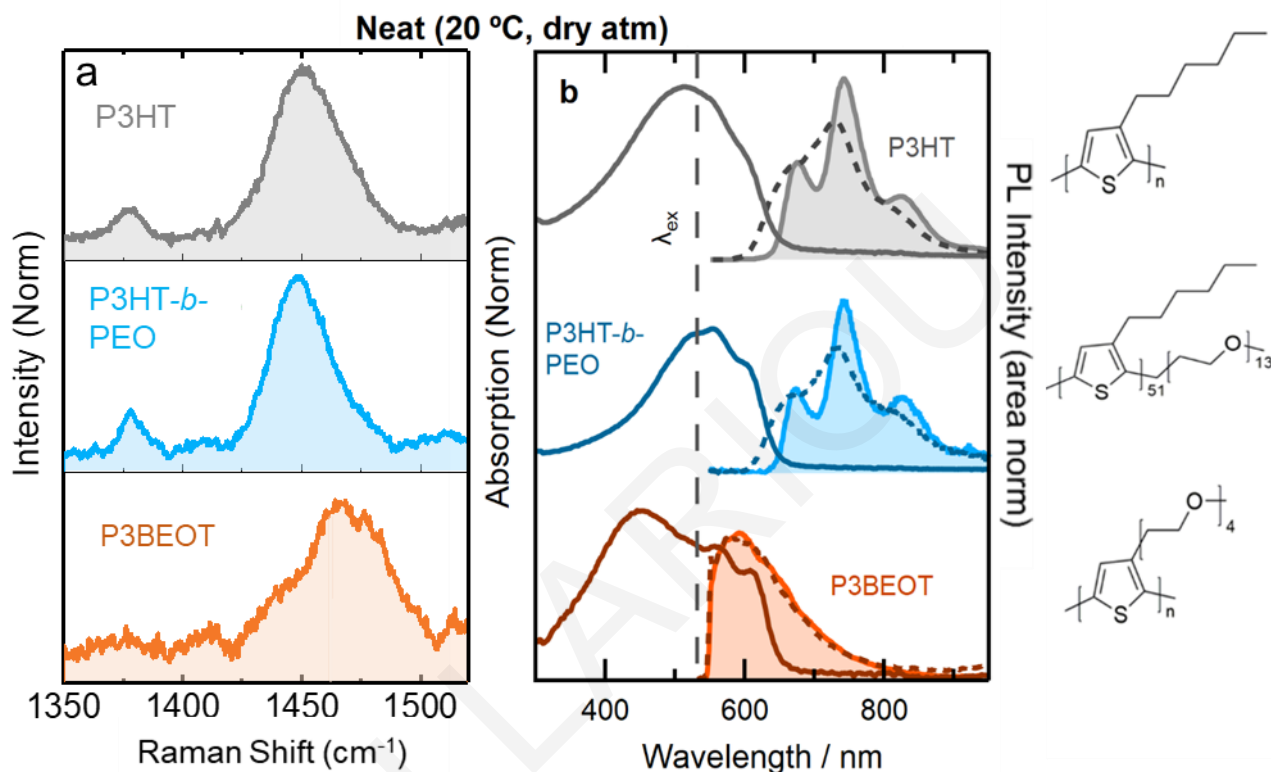 Neat (20 ºC, dry atm)
a
P3HT
P3HT-b-
PEO
P3BEOT
Intensity (Norm)
1350
1400
1450
1500
Raman Shift (cm⁻¹)
b
P3HT
λex
P3HT-b-
PEO
P3BEOT
Absorption (Norm)
PL Intensity (area norm)
400
600
800
Wavelength / nm
S
n
O
S
51
13
O
4
S
n
LARIOU